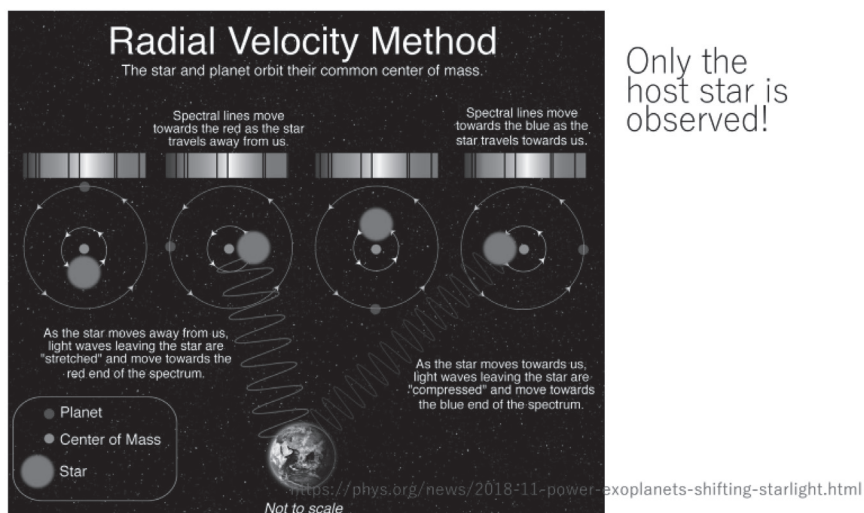 Radial Velocity Method
The star and planet orbit their common center of mass.
Only the
host star is
observed!
Spectral lines move
towards the red as the star
travels away from us.
Spectral lines move
towards the blue as the
star travels towards us.
As the star moves away from us,
light waves leaving the star are
"stretched" and move towards the
red end of the spectrum.
As the star moves towards us,
light waves leaving the star are
"compressed" and move towards
the blue end of the spectrum.
Planet
Center of Mass
Star
https://phys.org/news/2018-11-power-exoplanets-shifting-starlight.html
Not to scale